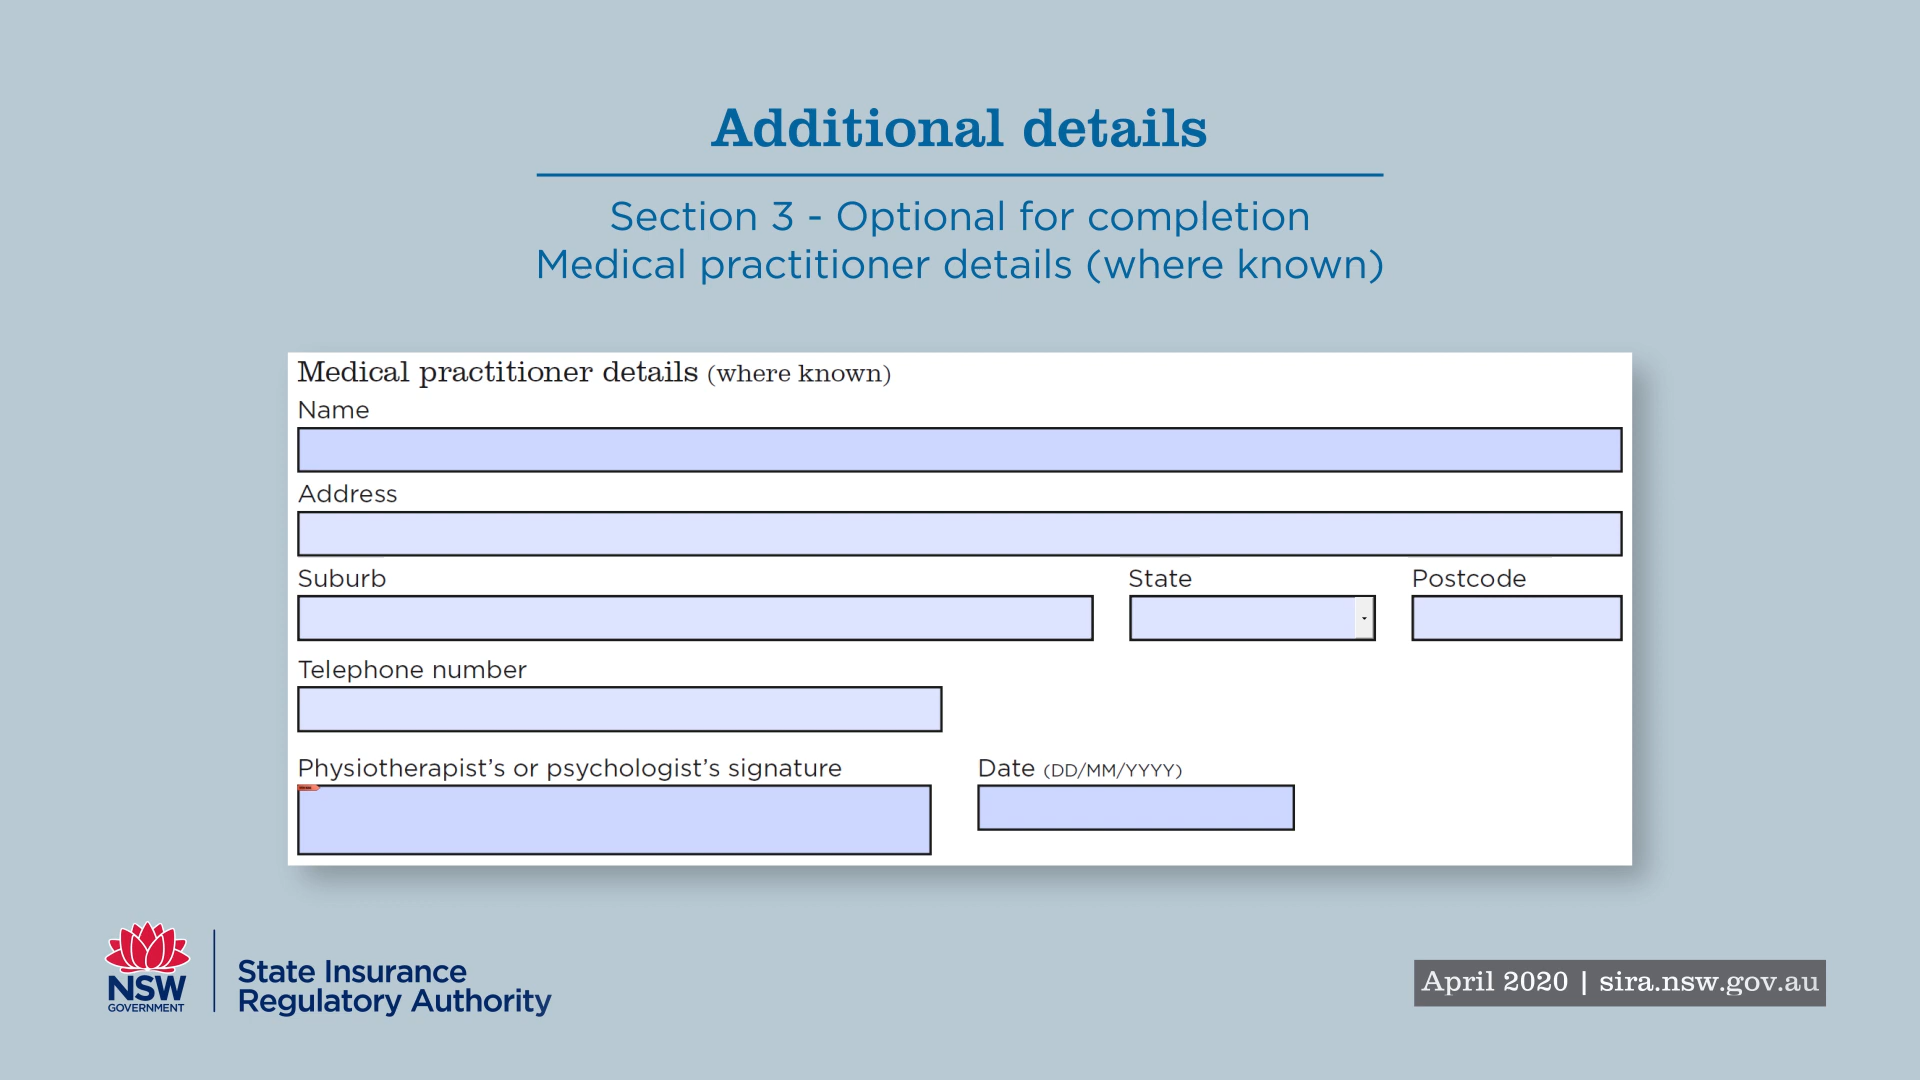 Additional details
Section 3 - Optional for completion
Medical practitioner details (where known)
Medical practitioner details (where known)
Name
Address
Suburb
State
Postcode
Telephone number
Physiotherapist’s or psychologist’s signature
Date (DD/MM/YYYY)
NSW
GOVERNMENT
State Insurance
Regulatory Authority
April 2020 | sira.nsw.gov.au